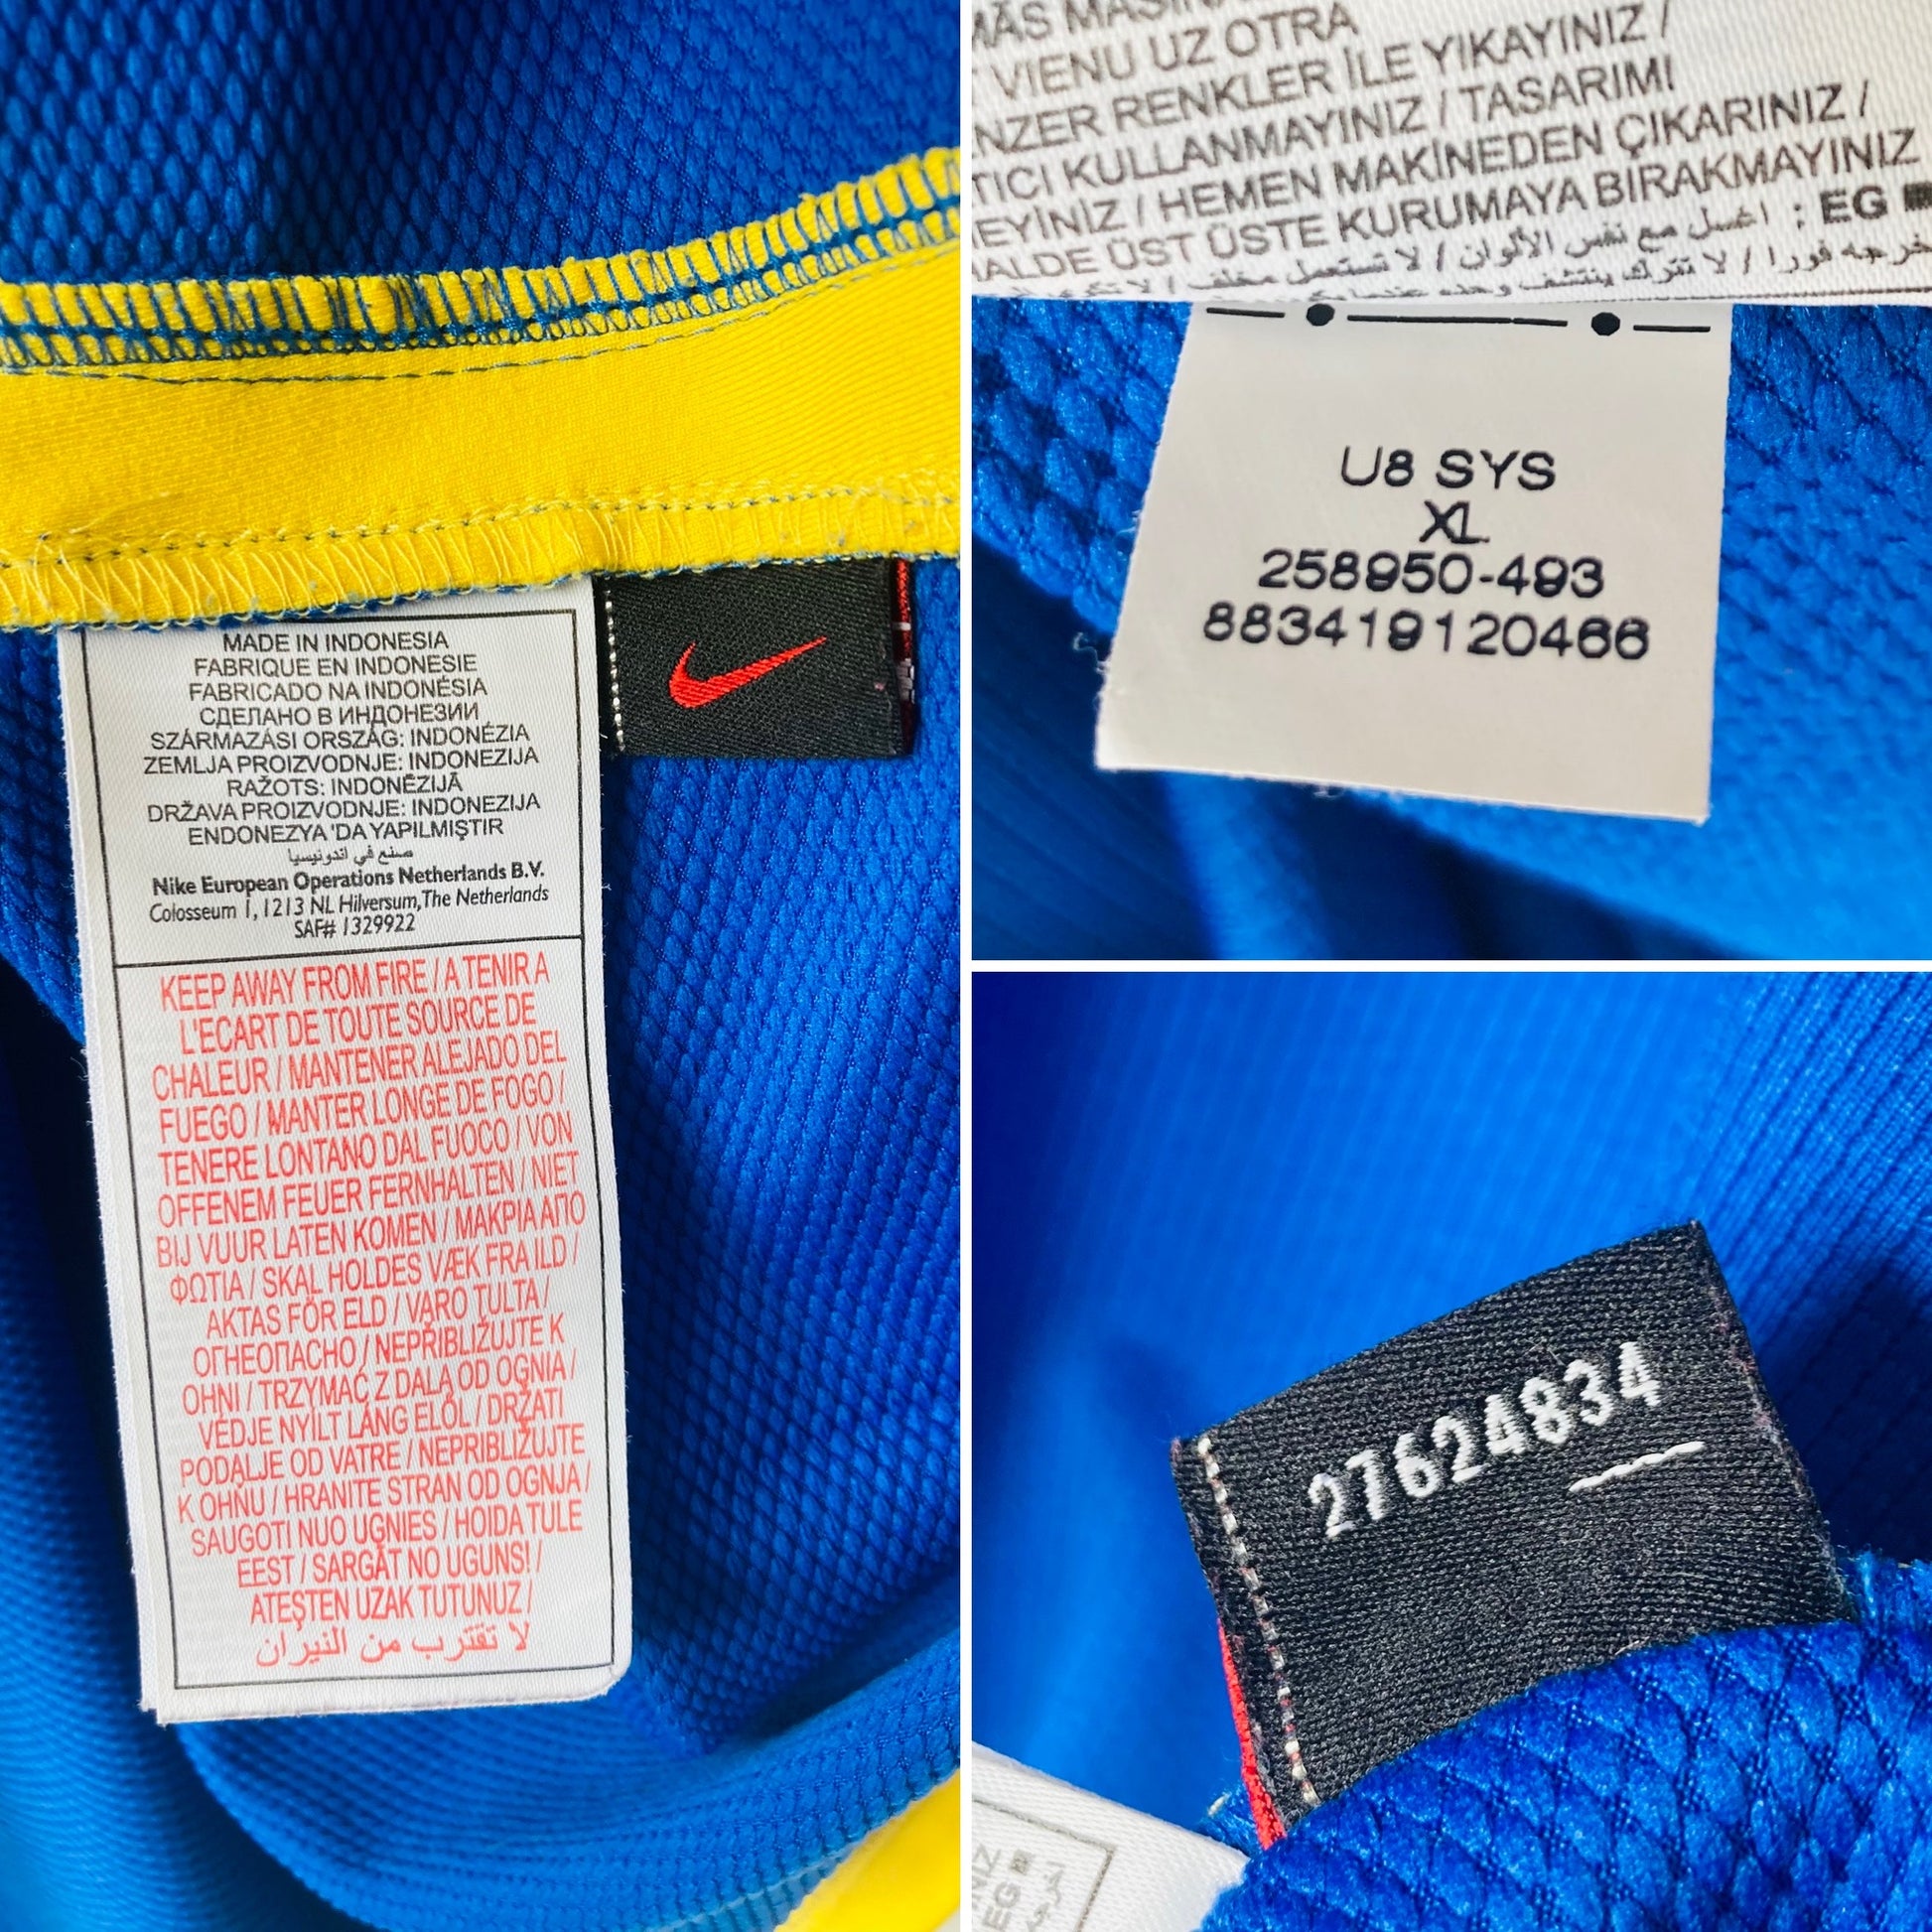 MADE IN INDONESIA
FABRIQUE EN INDONESIE
FABRICADO NA INDONÉSIA
СДЕЛАНО В ИНДОНЕЗИИ
SZÁRMAZÁSI ORSZÁG: INDONÉZIA
ZEMLJA PROIZVODNJE: INDONEZIJA
RAŽOTS: INDONĒZIJĀ
DRŽAVA PROIZVODNJE: INDONEZIJA
ENDONEZYA 'DA YAPILMIŞTIR
صنع في اندونيسيا
Nike European Operations Netherlands B.V.
Colosseum 1, 1213 NL Hilversum, The Netherlands
SAF# 1329922
KEEP AWAY FROM FIRE / A TENIR A
L'ECART DE TOUTE SOURCE DE
CHALEUR / MANTENER ALEJADO DEL
FUEGO / MANTER LONGE DE FOGO /
TENERE LONTANO DAL FUOCO / VON
OFFENEM FEUER FERNHALTEN / NIET
BIJ VUUR LATEN KOMEN / ΜΑΚΡΙΑ ΑΠΟ
ΦΩΤΙΑ / SKAL HOLDES VÆK FRA ILD /
AKTAS FÖR ELD / VARO TULTA /
ОГНЕОПАСНО / NEPŘIBLIŽUJTE K
OHNI / TRZYMAĆ Z DALA OD OGNIA /
VÉDJE NYÍLT LÁNG ELŐL / DRŽATI
PODALJE OD VATRE / NEPRIBLIŽUJTE
K OHŇU / HRANITE STRAN OD OGNJA /
SAUGOTI NUO UGNIES / HOIDA TULE
EEST / SARGĀT NO UGUNS! /
ATEŞTEN UZAK TUTUNUZ /
لا تقترب من النيران
VIENU UZ OTRA
NZER RENKLER İLE YIKAYINIZ /
TICI KULLANMAYINIZ / TASARIMI
HEMEN MAKİNEDEN ÇIKARINIZ /
EYİNİZ / ÜST ÜSTE KURUMAYA BIRAKMAYINIZ
EG : اغسل مع نفس الألوان / لا تستعمل
U8 SYS
XL
258950-493
883419120466
27624834
EG